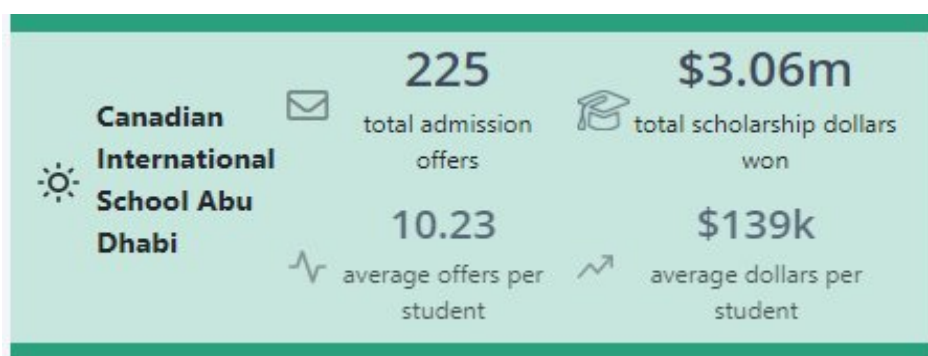 Canadian
International
School Abu
Dhabi
225
total admission
offers
$3.06m
total scholarship dollars
won
10.23
average offers per
student
$139k
average dollars per
student